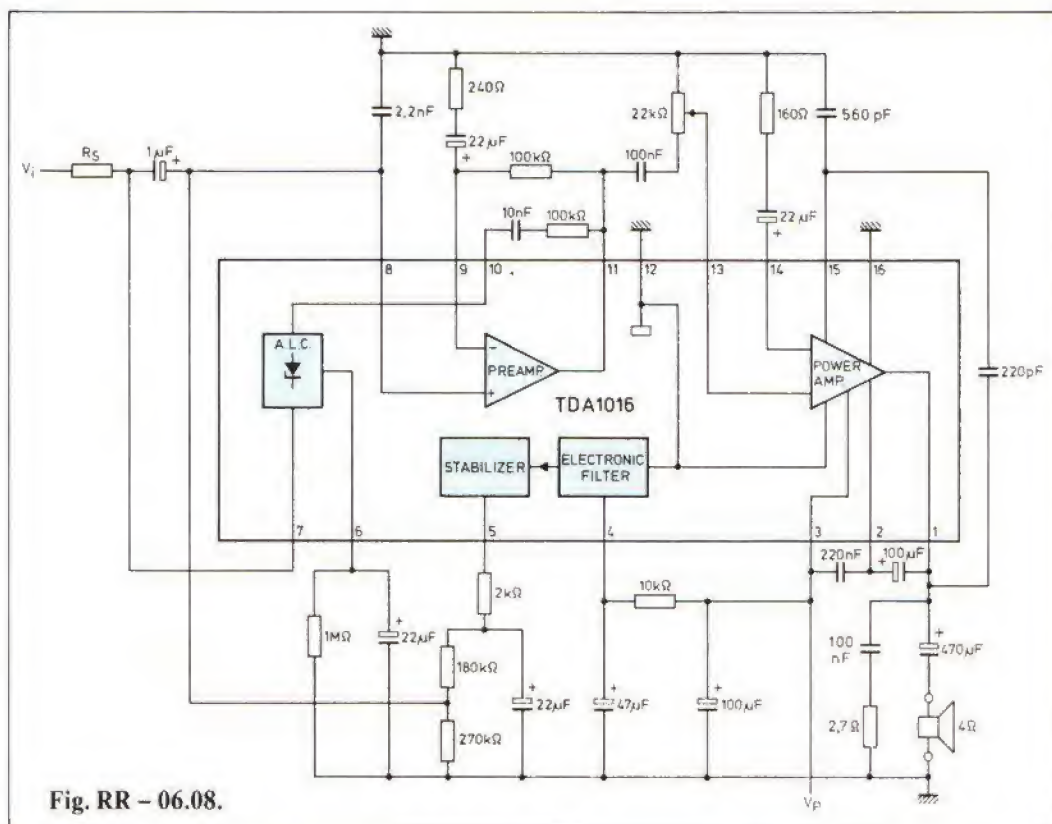 240Ω
2,2nF
22kΩ
160Ω
560 pF
22µF
+
RS
1µF
+
Vi
100kΩ
100nF
10nF
100kΩ
22µF
+
8
9
10
11
12
13
14
15
16
A.L.C.
−
PREAMP.
+
POWER
AMP.
220pF
TDA1016
STABILIZER
ELECTRONIC
FILTER
7
6
5
4
3
2
1
220nF
+
100µF
2kΩ
10kΩ
1MΩ
+
22µF
180kΩ
+
22µF
+
47µF
+
100µF
100
nF
+
470µF
270kΩ
2,7Ω
4Ω
Vp
Fig. RR – 06.08.